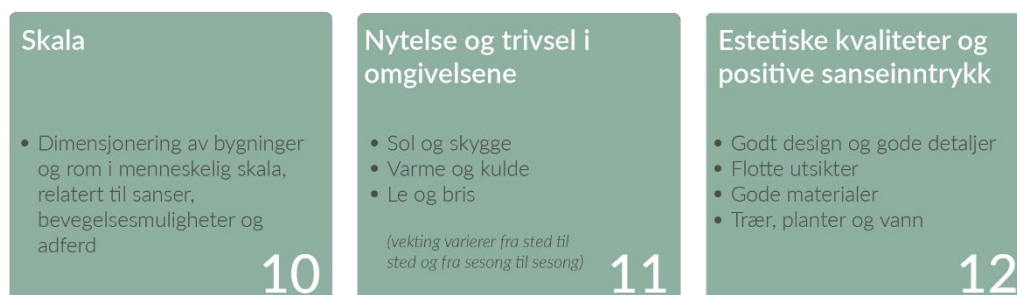 Skala
• Dimensjonering av bygninger
og rom i menneskelig skala,
relatert til sanser,
bevegelsesmuligheter og
adferd
10
Nytelse og trivsel i
omgivelsene
• Sol og skygge
• Varme og kulde
• Le og bris
(vekting varierer fra sted til
sted og fra sesong til sesong)
11
Estetiske kvaliteter og
positive sanseinntrykk
• Godt design og gode detaljer
• Flotte utsikter
• Gode materialer
• Trær, planter og vann
12